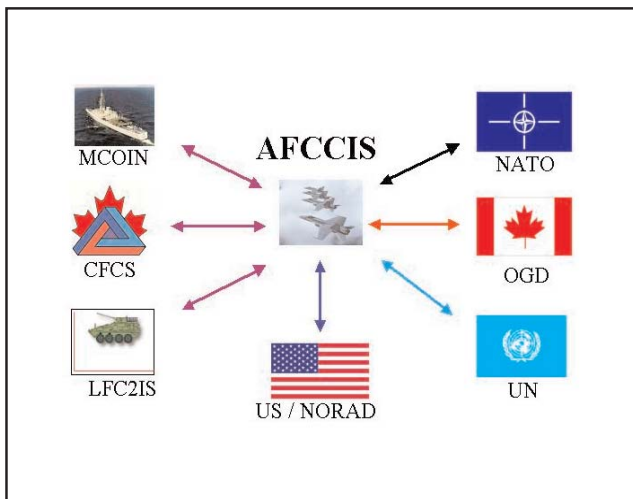 AFCCIS
MCOIN
NATO
CFCS
OGD
LFC2IS
US / NORAD
UN